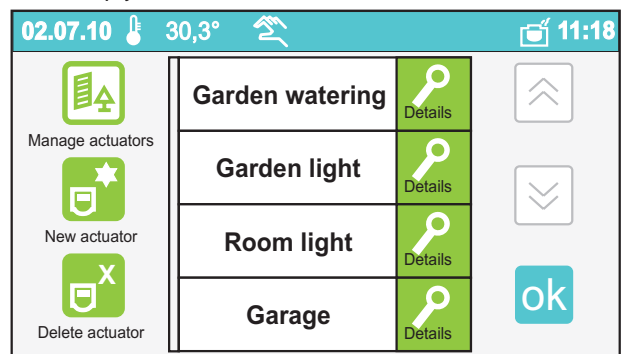 02.07.10 30,3° 11:18
Manage actuators
New actuator
X
Delete actuator
Garden watering Details
Garden light Details
Room light Details
Garage Details
ok